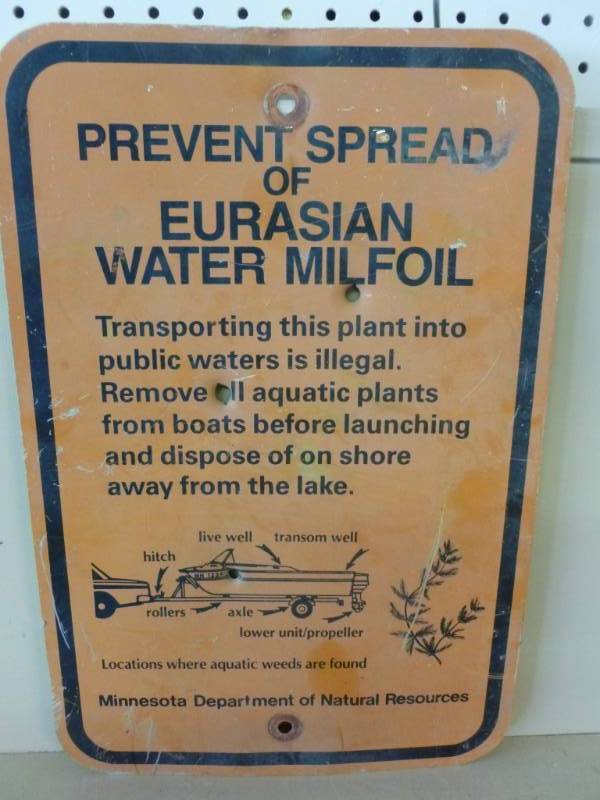 PREVENT SPREAD
OF
EURASIAN
WATER MILFOIL
Transporting this plant into
public waters is illegal.
Remove all aquatic plants
from boats before launching
and dispose of on shore
away from the lake.
live well transom well
hitch
rollers axle
lower unit/propeller
Locations where aquatic weeds are found
Minnesota Department of Natural Resources